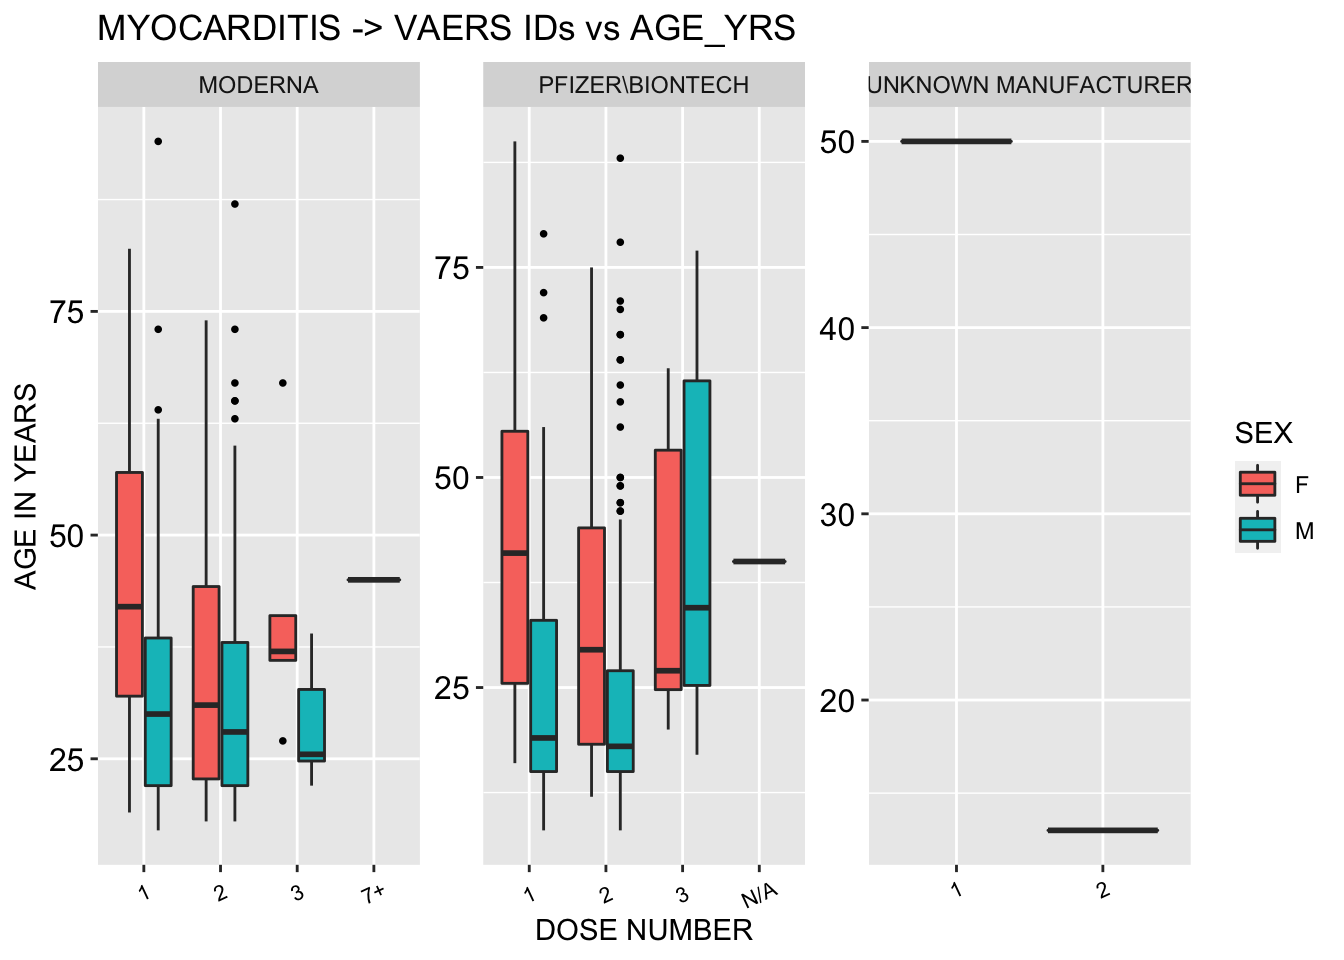 MYOCARDITIS -> VAERS IDs vs AGE_YRS
MODERNA
PFIZER\BIONTECH
UNKNOWN MANUFACTURER
AGE IN YEARS
75
50
25
75
50
25
50
40
30
20
1 2 3 7+
1 2 3 N/A
1 2
DOSE NUMBER
SEX
F
M